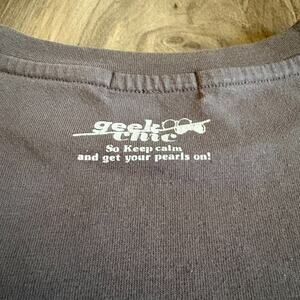 geek
chic
So Keep calm
and get your pearls on!